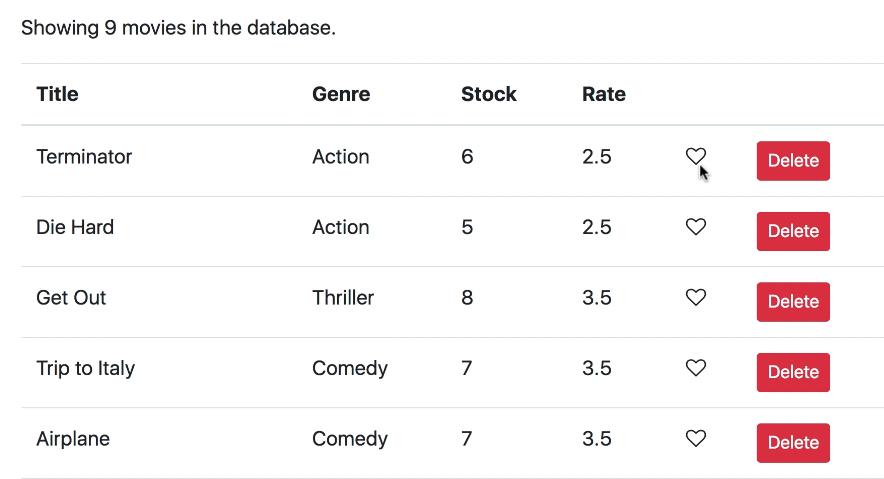 Showing 9 movies in the database.
Title Genre Stock Rate
Terminator Action 6 2.5 Delete
Die Hard Action 5 2.5 Delete
Get Out Thriller 8 3.5 Delete
Trip to Italy Comedy 7 3.5 Delete
Airplane Comedy 7 3.5 Delete